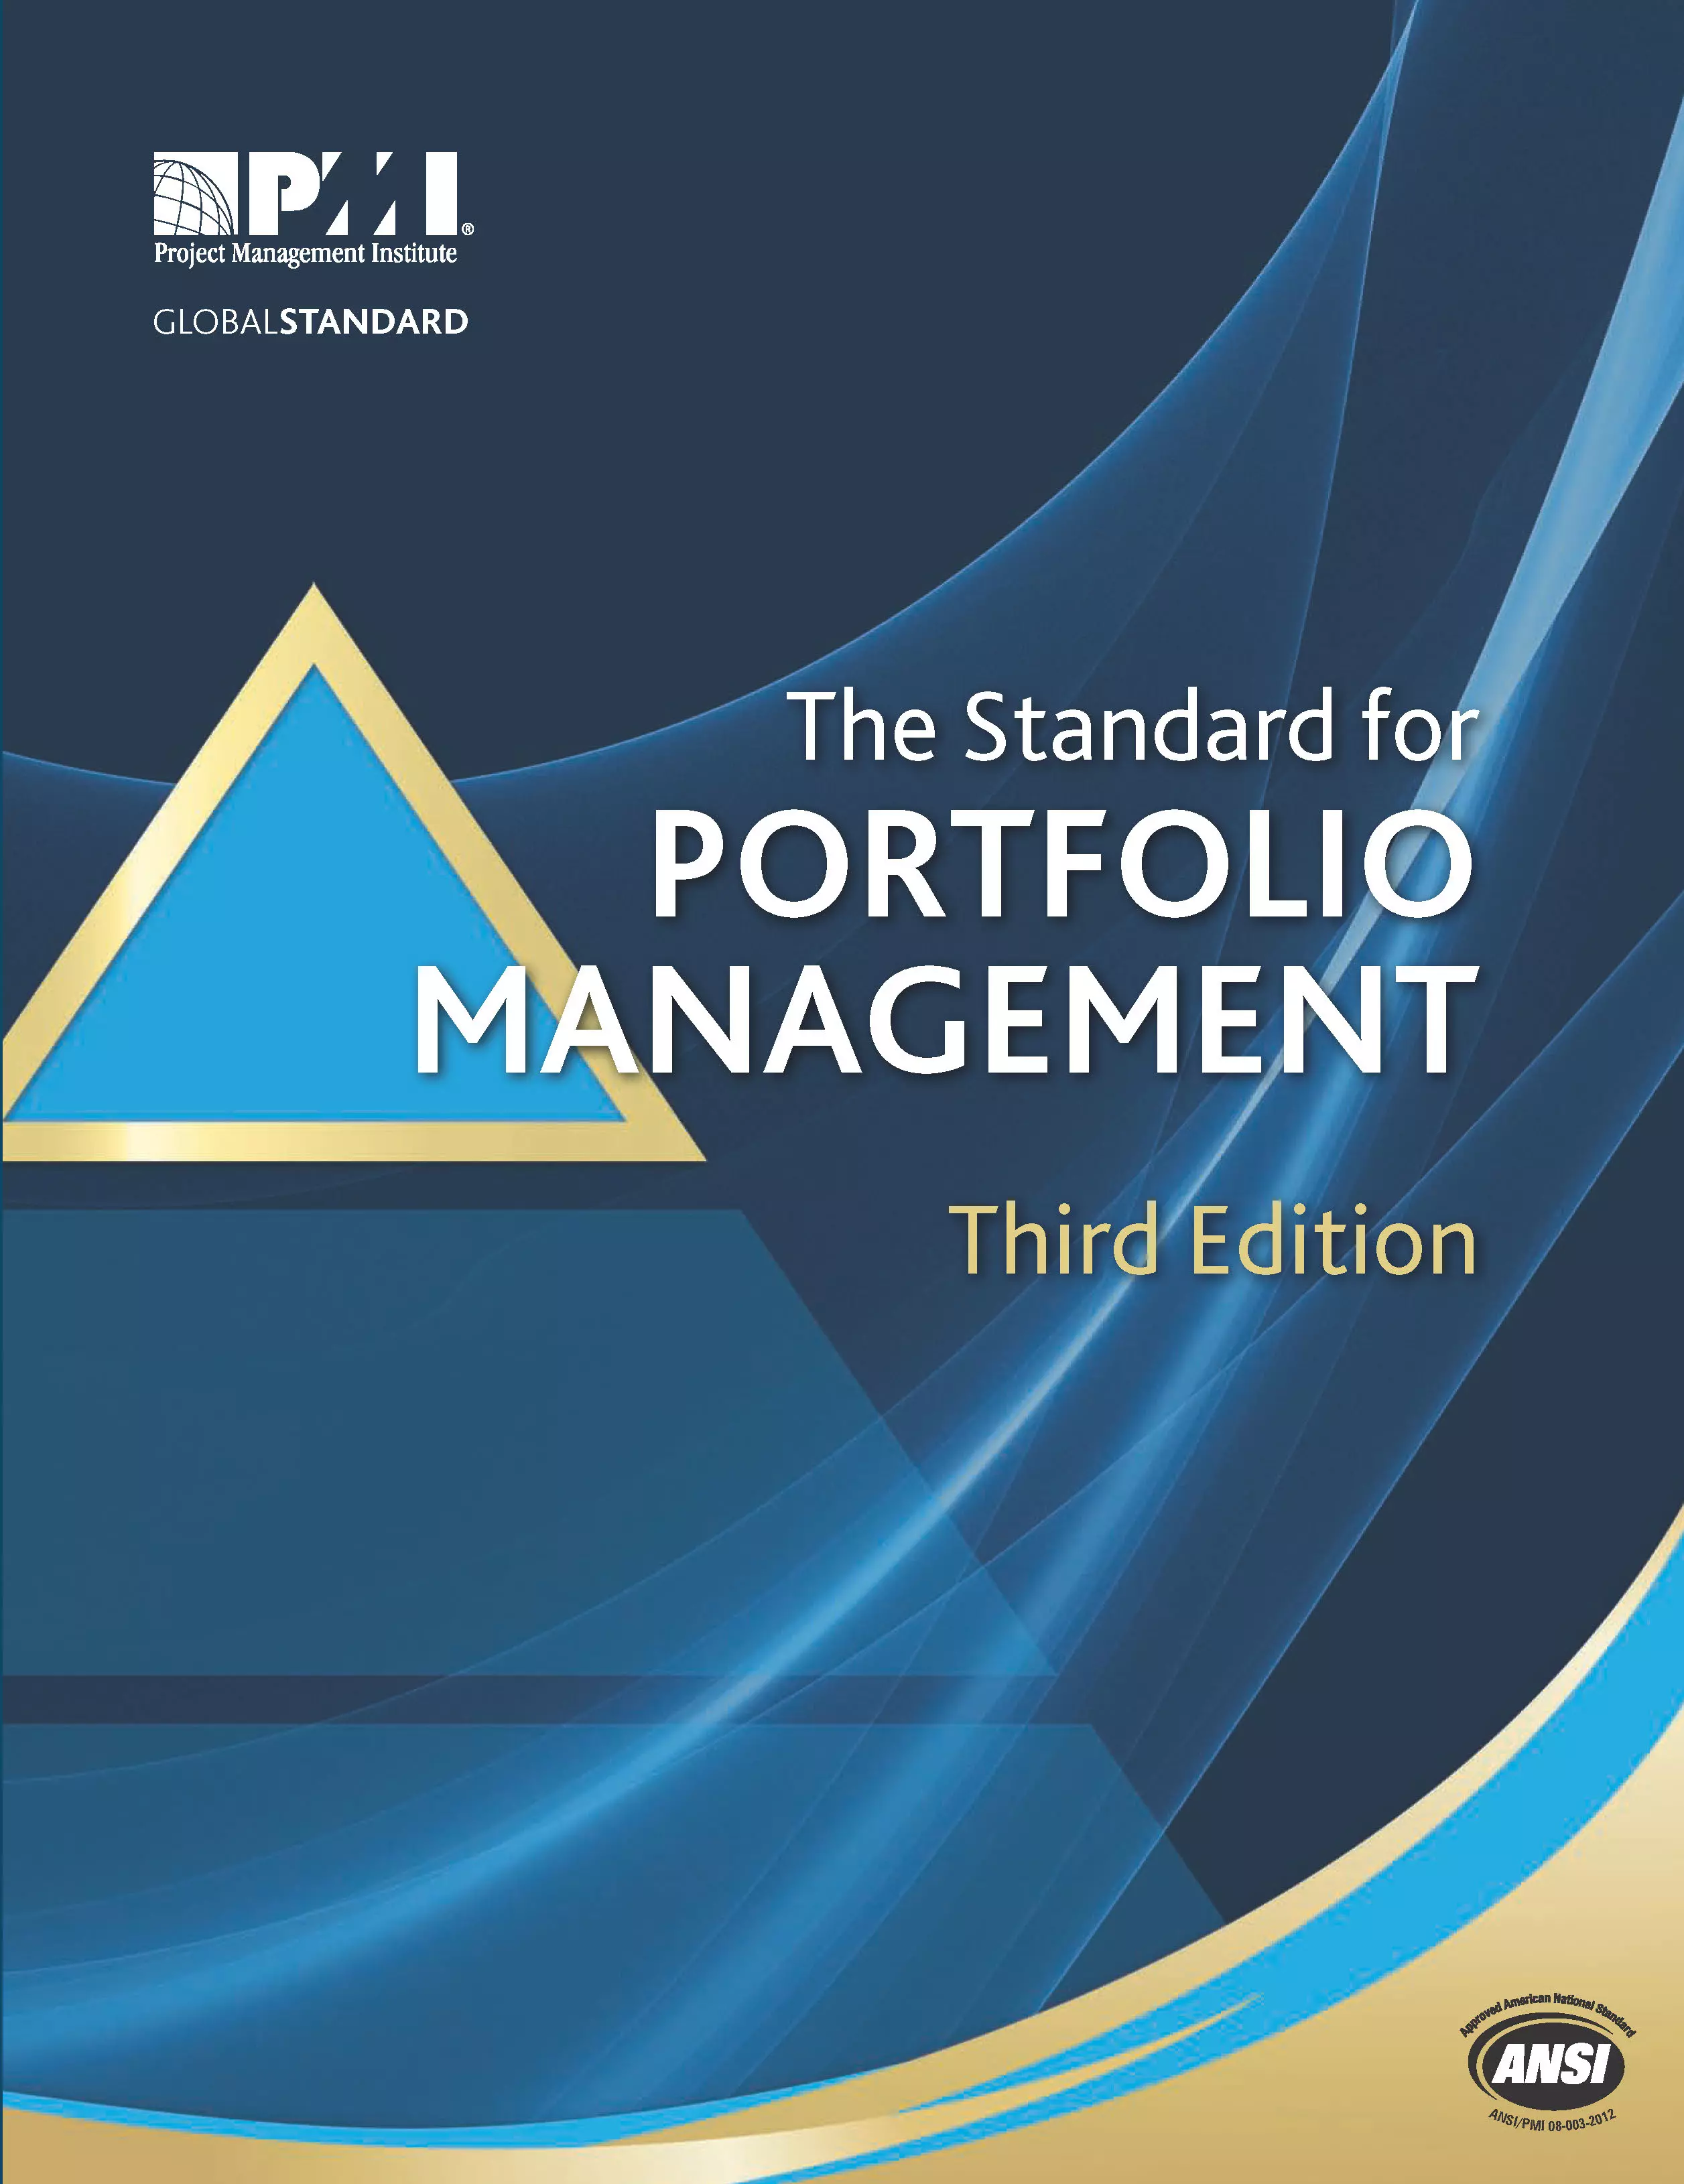 PMI®
Project Management Institute
GLOBALSTANDARD
The Standard for
PORTFOLIO
MANAGEMENT
Third Edition
Approved American National Standard
ANSI
ANSI/PMI 08-003-2012